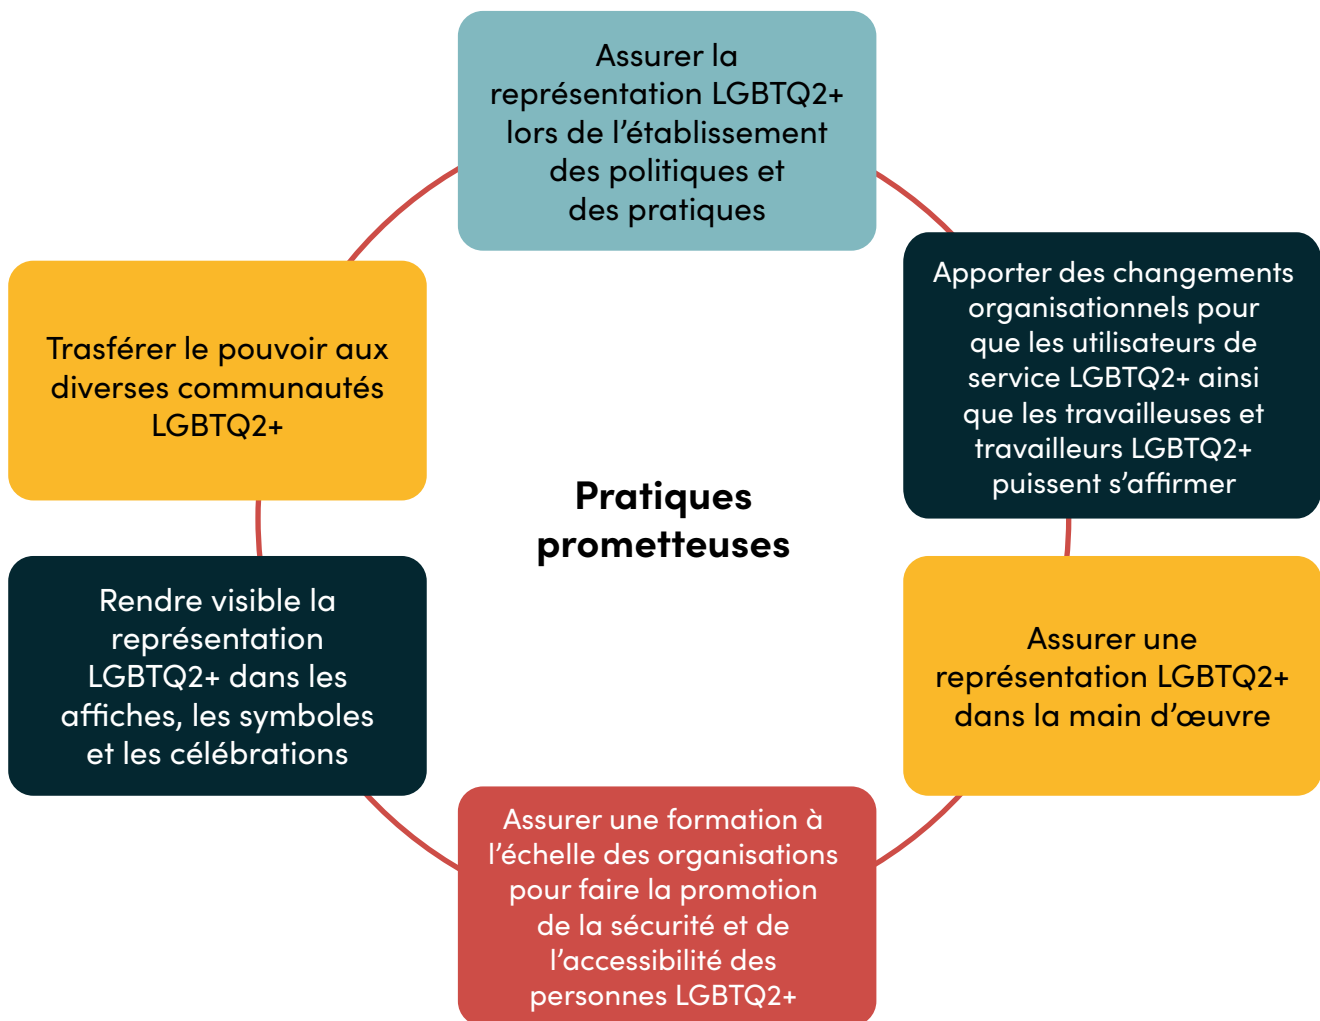 Assurer la
représentation LGBTQ2+
lors de l’établissement
des politiques et
des pratiques
Apporter des changements
organisationnels pour
que les utilisateurs de
service LGBTQ2+ ainsi
que les travailleuses et
travailleurs LGBTQ2+
puissent s’affirmer
Assurer une
représentation LGBTQ2+
dans la main d’œuvre
Assurer une formation à
l’échelle des organisations
pour faire la promotion
de la sécurité et de
l’accessibilité des
personnes LGBTQ2+
Rendre visible la
représentation
LGBTQ2+ dans les
affiches, les symboles
et les célébrations
Trasférer le pouvoir aux
diverses communautés
LGBTQ2+
Pratiques
prometteuses